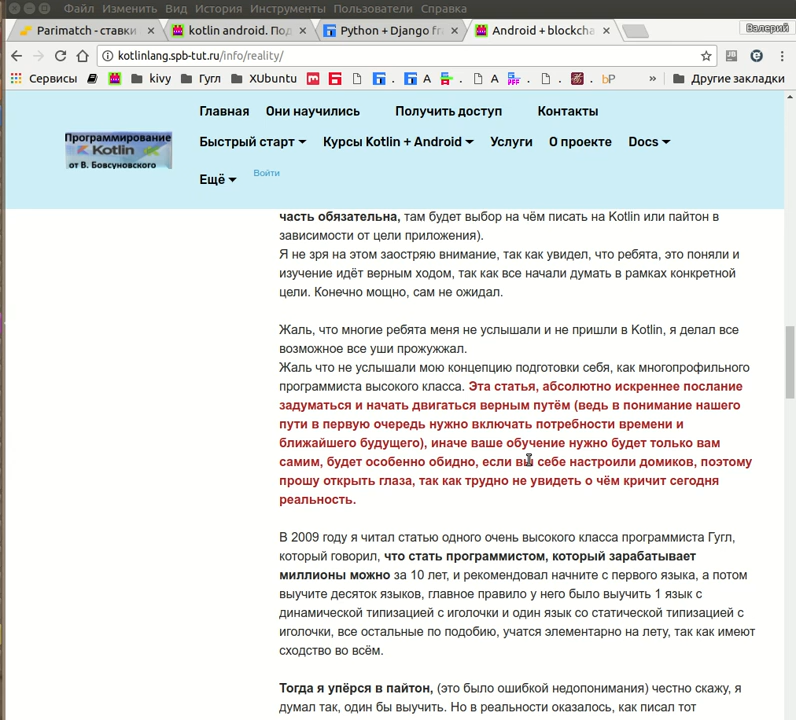 Файл Изменить Вид История Инструменты Пользователи Справка
Parimatch - ставки
kotlin android. Под
Python + Django f
Android + blockcha
Валерий
kotlinlang.spb-tut.ru/info/reality/
Сервисы kivy Гугл XUbuntu А А bP » Другие закладки
Главная Они научились Получить доступ Контакты
Программирование
Kotlin
от В. Бовсуновского
Быстрый старт Курсы Kotlin + Android Услуги О проекте Docs
Ещё Войти
часть обязательна, там будет выбор на чём писать на Kotlin или пайтон в
зависимости от цели приложения).
Я не зря на этом заостряю внимание, так как увидел, что ребята, это поняли и
изучение идёт верным ходом, так как все начали думать в рамках конкретной
цели. Конечно мощно, сам не ожидал.
Жаль, что многие ребята меня не услышали и не пришли в Kotlin, я делал все
возможное все уши прожужжал.
Жаль что не услышали мою концепцию подготовки себя, как многопрофильного
программиста высокого класса. Эта статья, абсолютно искреннее послание
задуматься и начать двигаться верным путём (ведь в понимание нашего
пути в первую очередь нужно включать потребности времени и
ближайшего будущего), иначе ваше обучение нужно будет только вам
самим, будет особенно обидно, если вы себе настроили домиков, поэтому
прошу открыть глаза, так как трудно не увидеть о чём кричит сегодня
реальность.
В 2009 году я читал статью одного очень высокого класса программиста Гугл,
который говорил, что стать программистом, который зарабатывает
миллионы можно за 10 лет, и рекомендовал начните с первого языка, а потом
выучите десяток языков, главное правило у него было выучить 1 язык с
динамической типизацией с иголочки и один язык со статической типизацией с
иголочки, все остальные по подобию, учатся элементарно на лету, так как имеют
сходство во всём.
Тогда я упёрся в пайтон, (это было ошибкой недопонимания) честно скажу, я
думал так, один бы выучить. Но в реальности оказалось, как писал тот